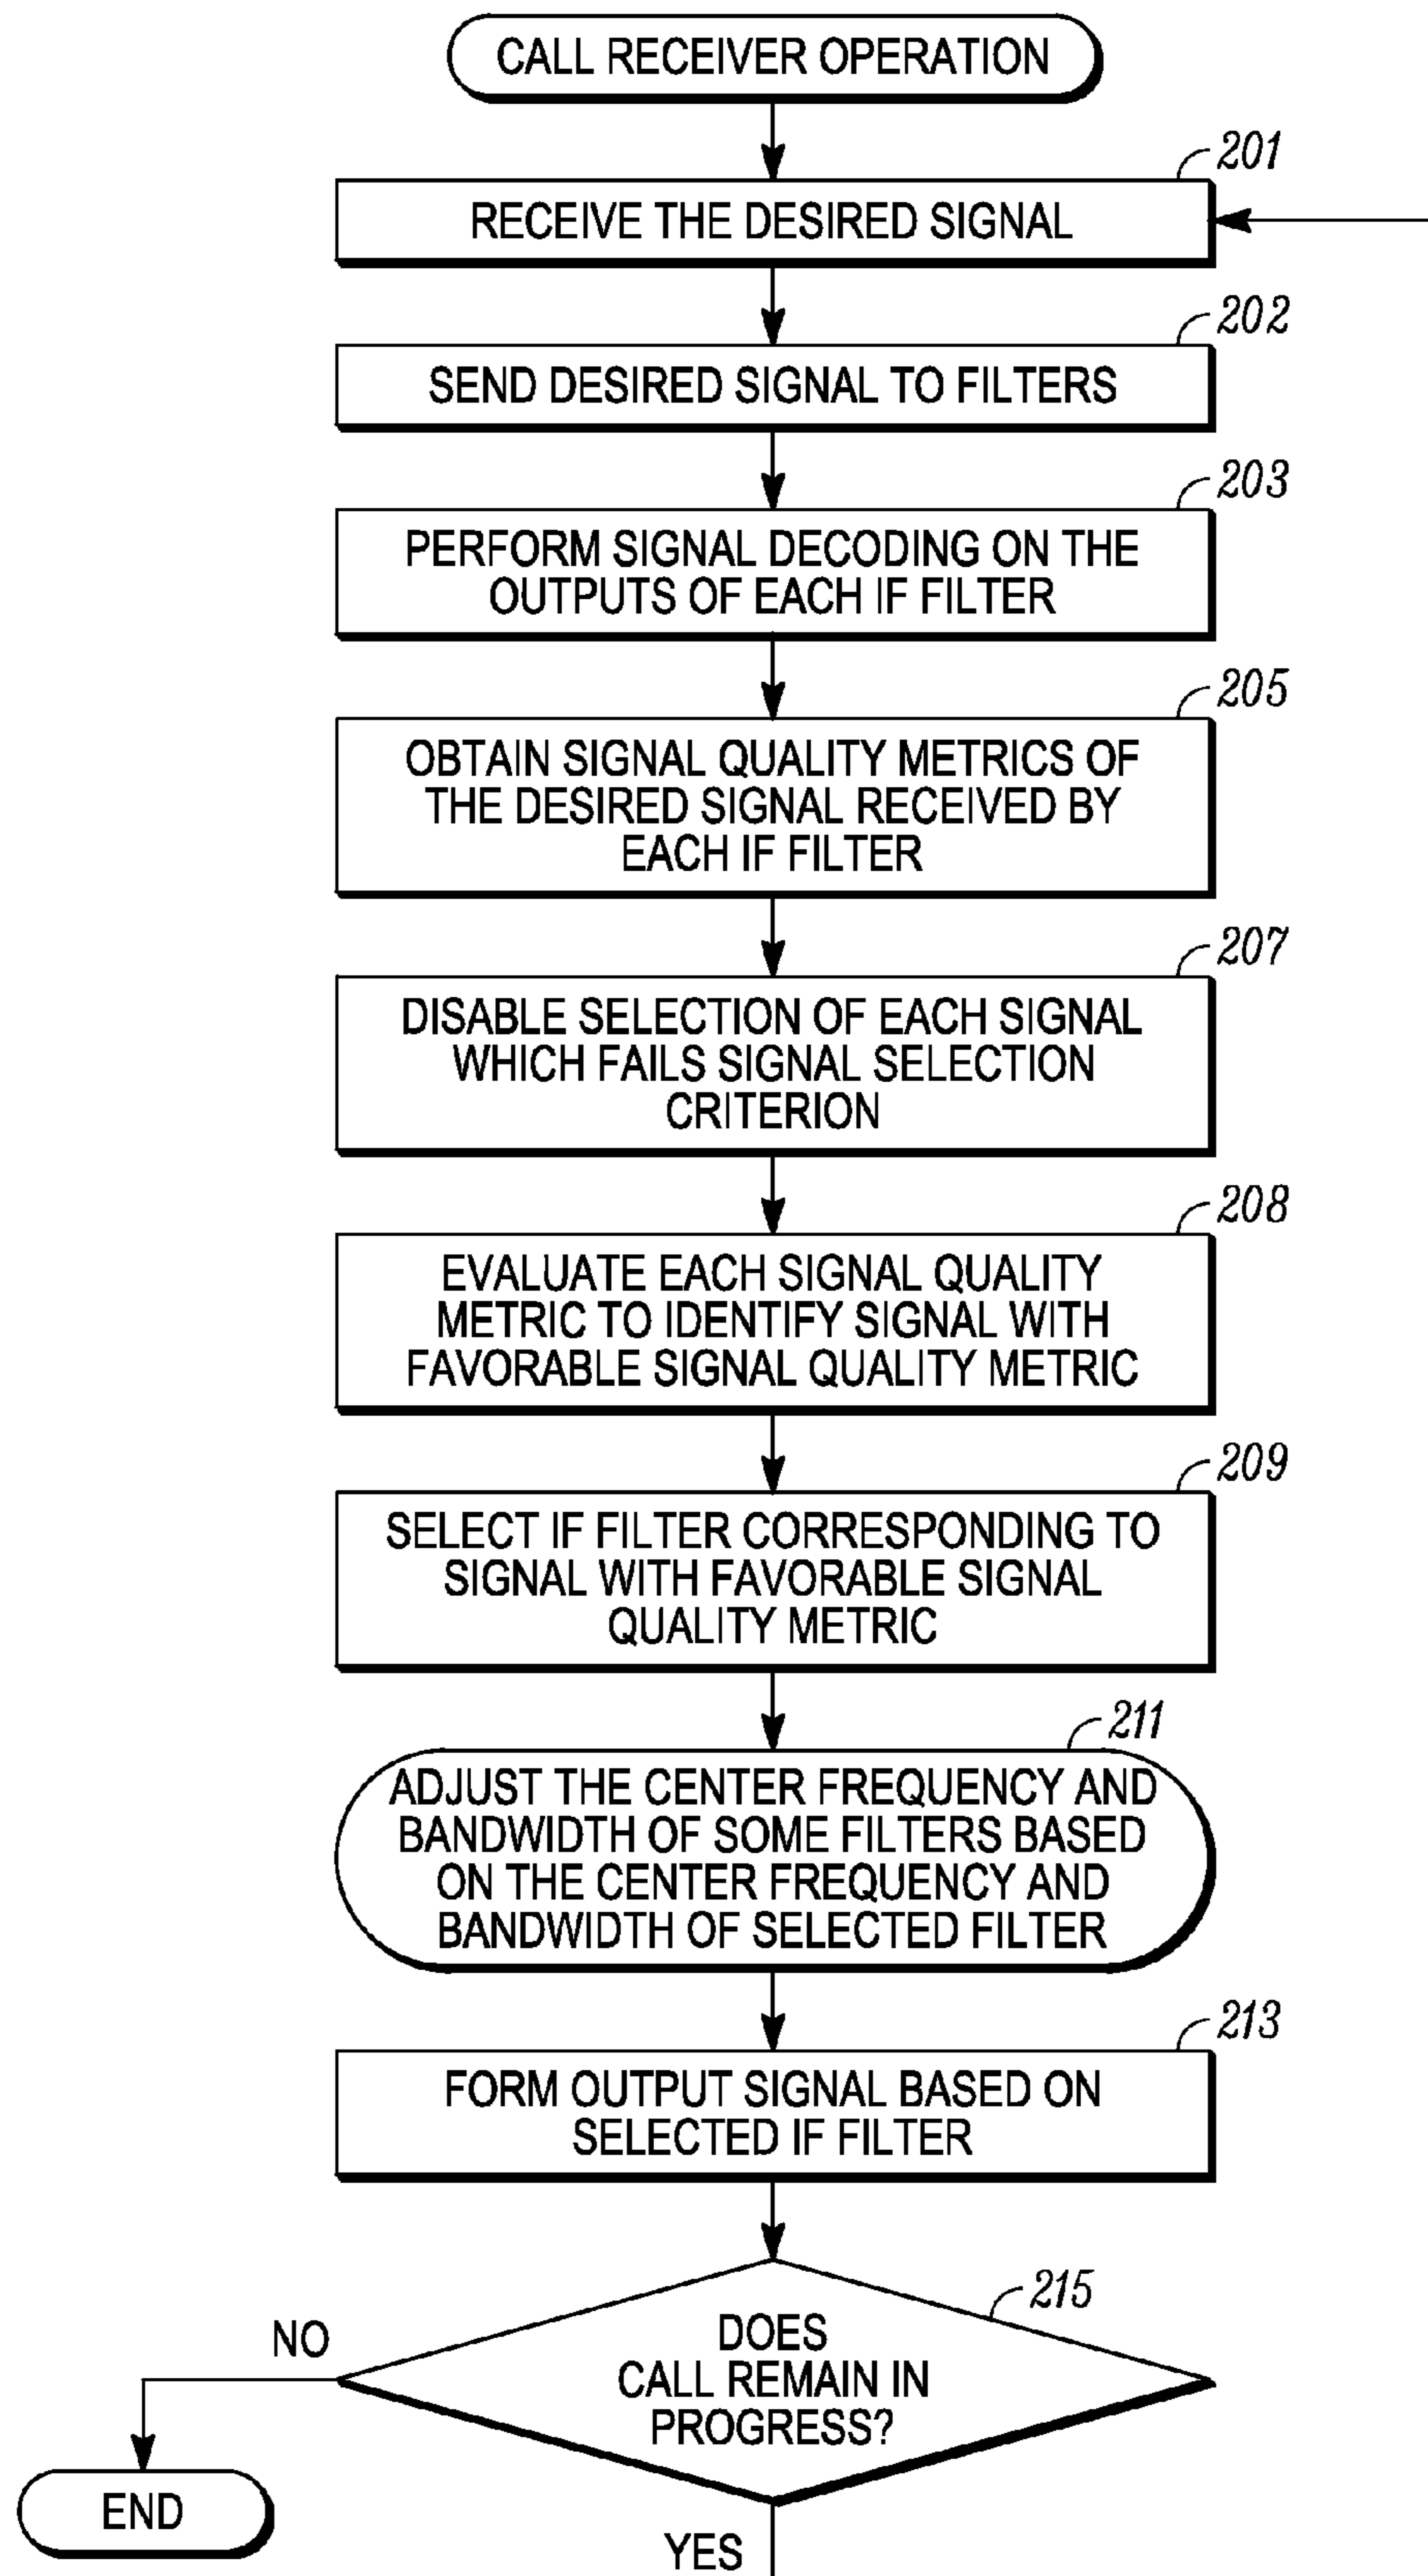 CALL RECEIVER OPERATION
201
RECEIVE THE DESIRED SIGNAL
202
SEND DESIRED SIGNAL TO FILTERS
203
PERFORM SIGNAL DECODING ON THE
OUTPUTS OF EACH IF FILTER
205
OBTAIN SIGNAL QUALITY METRICS OF
THE DESIRED SIGNAL RECEIVED BY
EACH IF FILTER
207
DISABLE SELECTION OF EACH SIGNAL
WHICH FAILS SIGNAL SELECTION
CRITERION
208
EVALUATE EACH SIGNAL QUALITY
METRIC TO IDENTIFY SIGNAL WITH
FAVORABLE SIGNAL QUALITY METRIC
209
SELECT IF FILTER CORRESPONDING TO
SIGNAL WITH FAVORABLE SIGNAL
QUALITY METRIC
211
ADJUST THE CENTER FREQUENCY AND
BANDWIDTH OF SOME FILTERS BASED
ON THE CENTER FREQUENCY AND
BANDWIDTH OF SELECTED FILTER
213
FORM OUTPUT SIGNAL BASED ON
SELECTED IF FILTER
215
DOES
CALL REMAIN IN
PROGRESS?
NO
END
YES